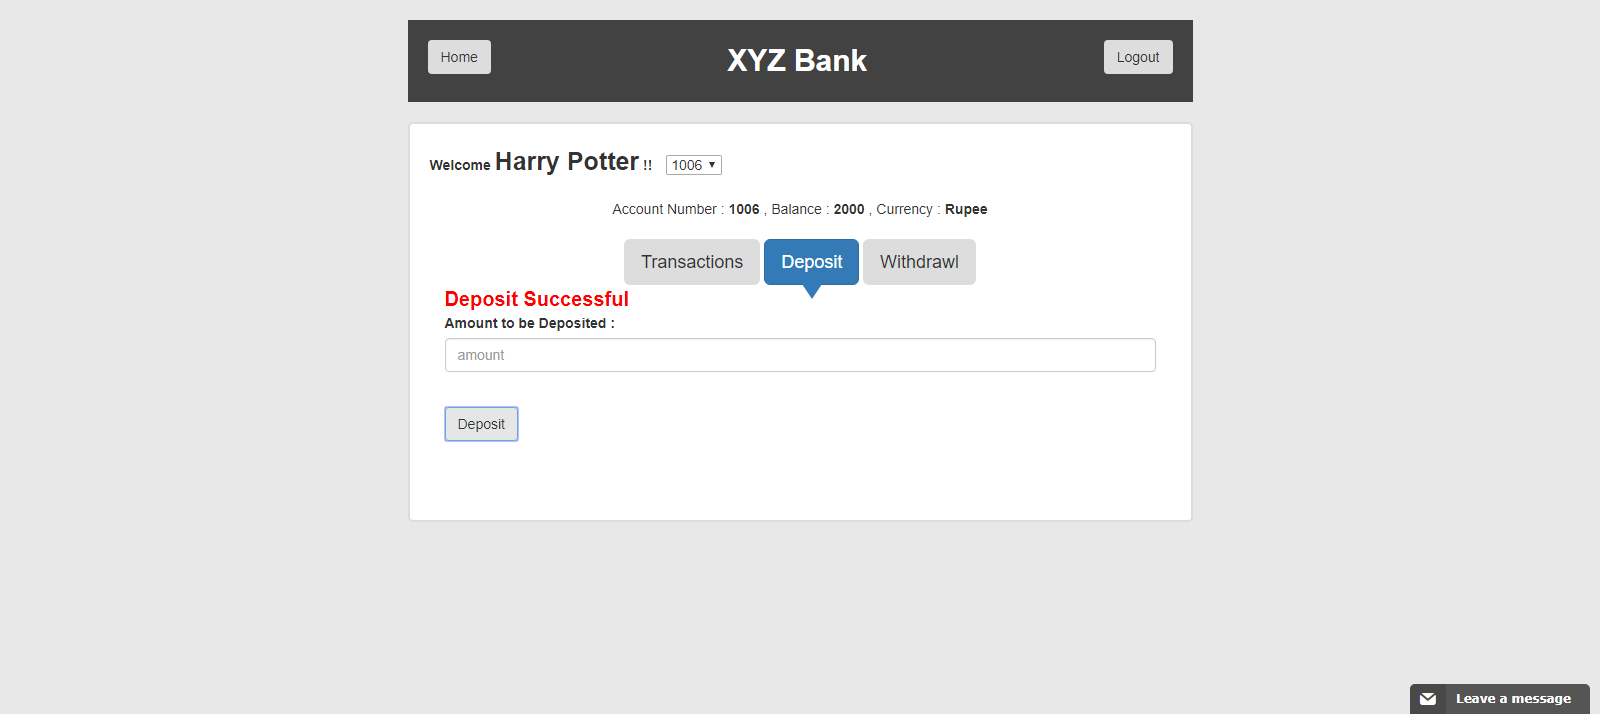 Home
XYZ Bank
Logout
Welcome Harry Potter !! 1006
Account Number : 1006 , Balance : 2000 , Currency : Rupee
Transactions
Deposit
Withdrawl
Deposit Successful
Amount to be Deposited :
amount
Deposit
Leave a message